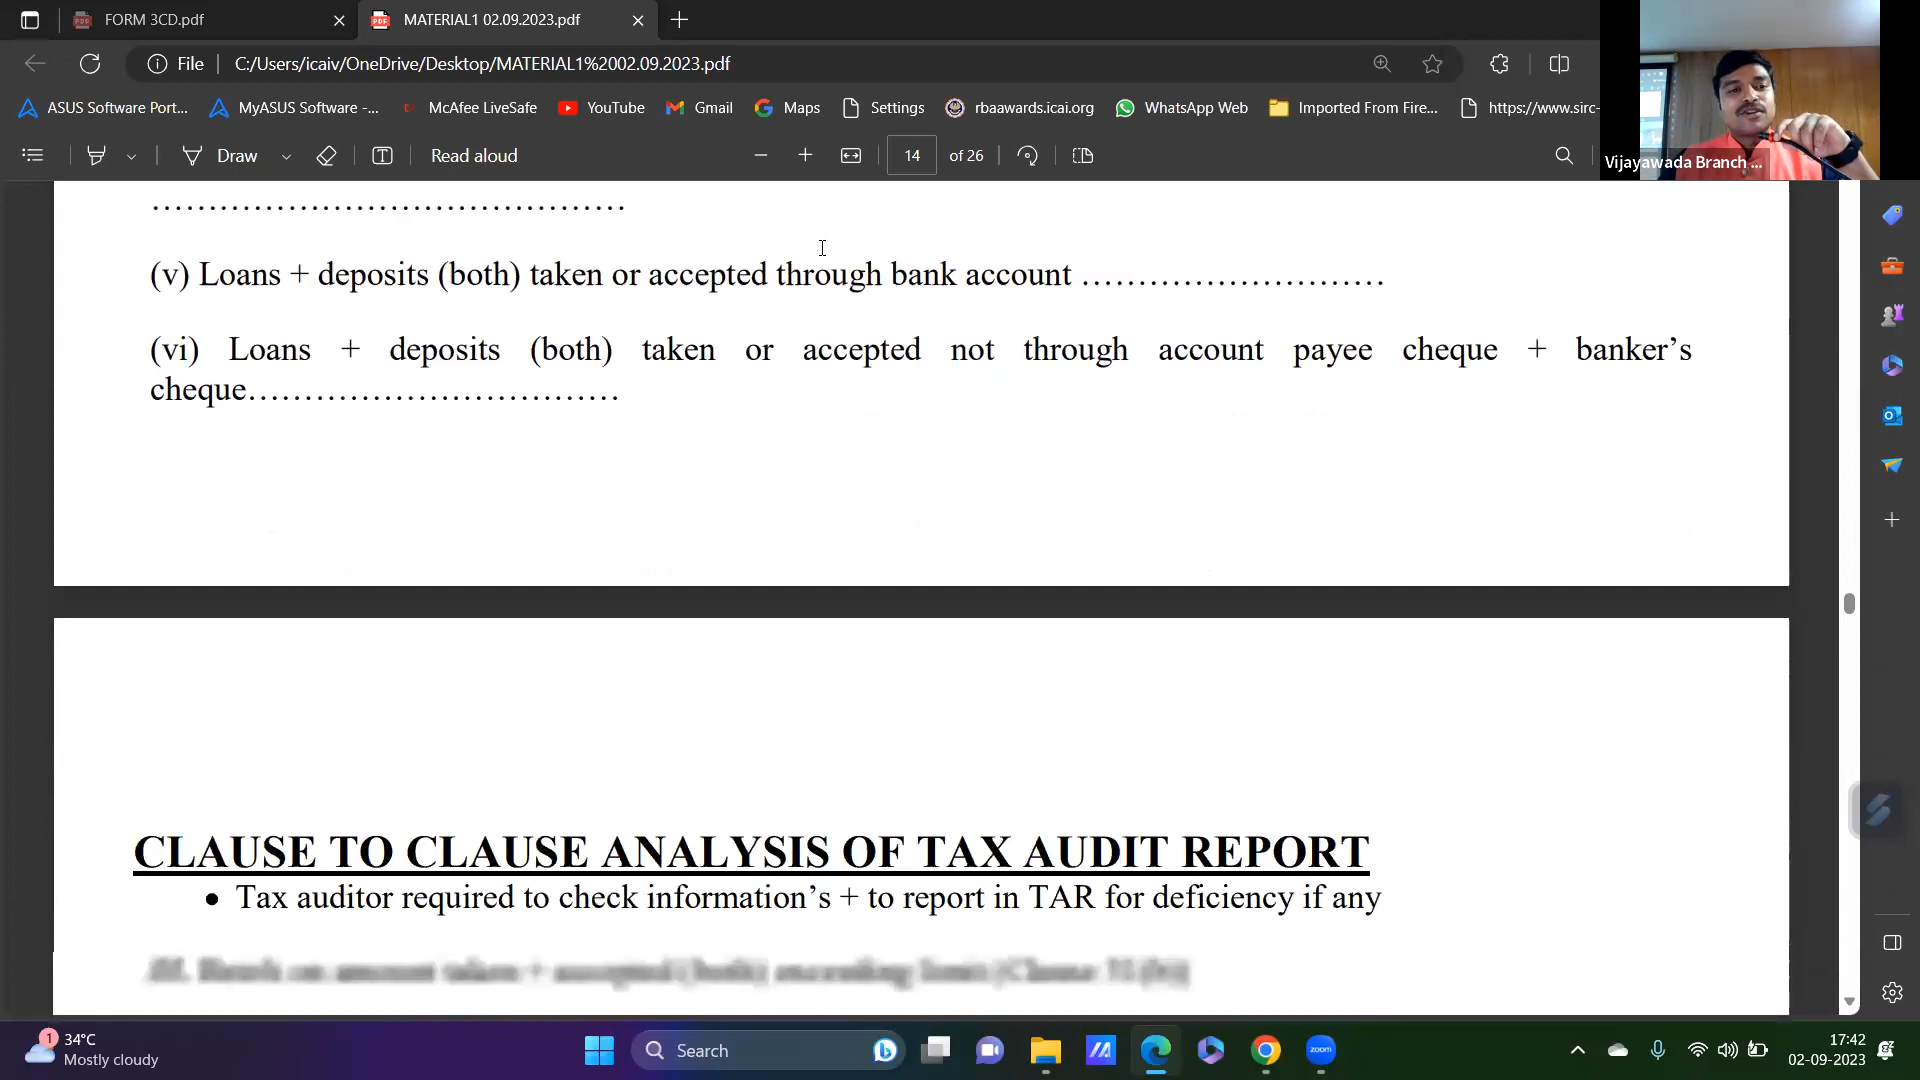 FORM 3CD.pdf
MATERIAL1 02.09.2023.pdf
File
C:/Users/icaiv/OneDrive/Desktop/MATERIAL1%2002.09.2023.pdf
ASUS Software Port...
MyASUS Software -...
McAfee LiveSafe
YouTube
Gmail
Maps
Settings
rbaawards.icai.org
WhatsApp Web
Imported From Fire...
https://www.sirc-
Draw
Read aloud
14 of 26
Vijayawada Branch ...
……………………………………
(v) Loans + deposits (both) taken or accepted through bank account ………………………
(vi) Loans + deposits (both) taken or accepted not through account payee cheque + banker’s
cheque……………………………
CLAUSE TO CLAUSE ANALYSIS OF TAX AUDIT REPORT
• Tax auditor required to check information’s + to report in TAR for deficiency if any
1
34°C
Mostly cloudy
Search
zoom
17:42
02-09-2023